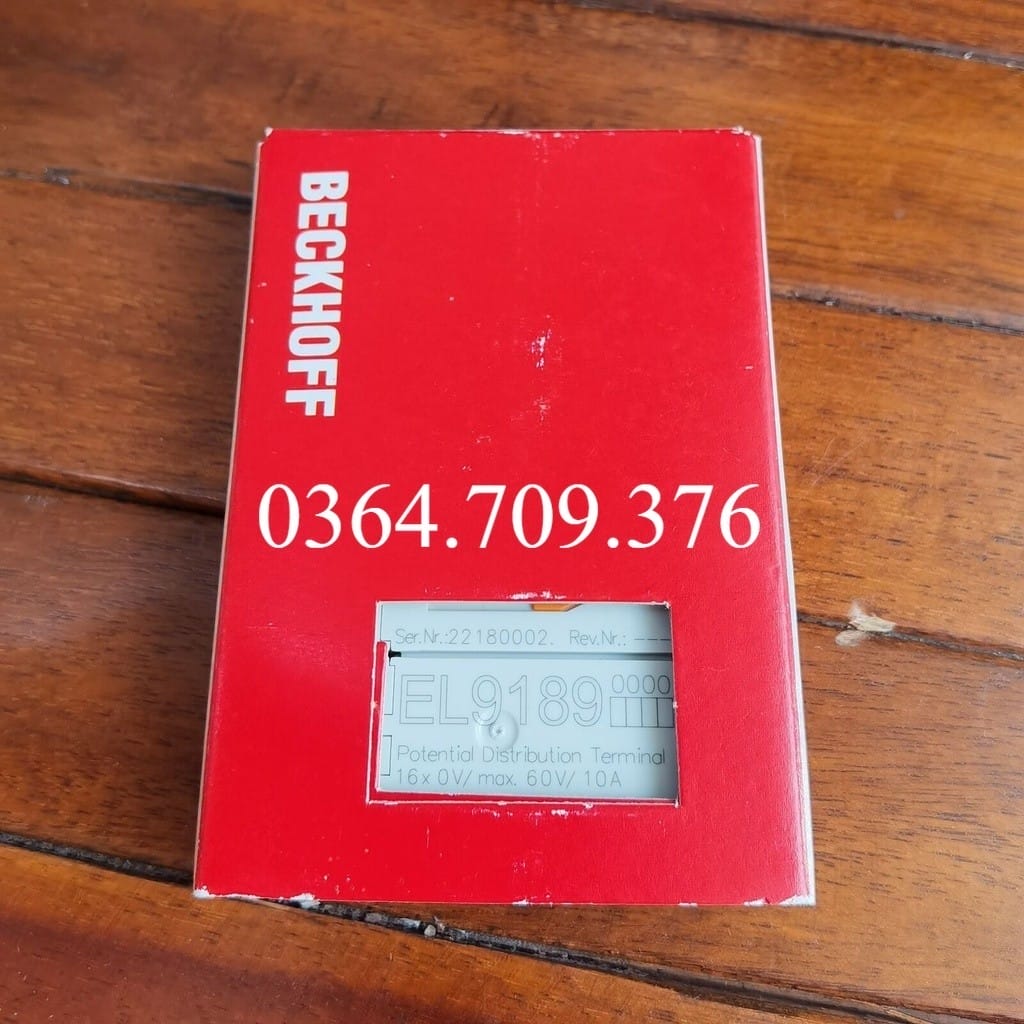 BECKHOFF
0364.709.376
Ser.Nr.:22180002. Rev.Nr.: ---
EL9189 0000
Potential Distribution Terminal
16x 0V/ max. 60V/ 10A